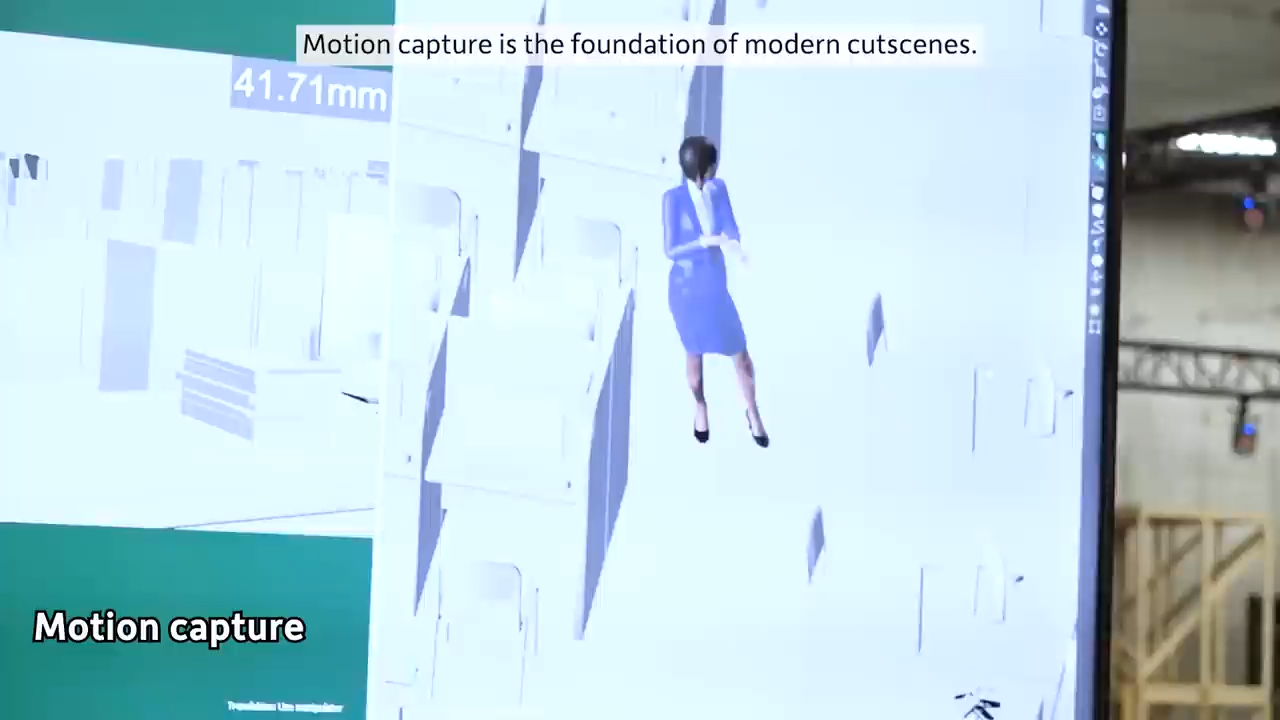 Motion capture is the foundation of modern cutscenes.
41.71mm
Motion capture